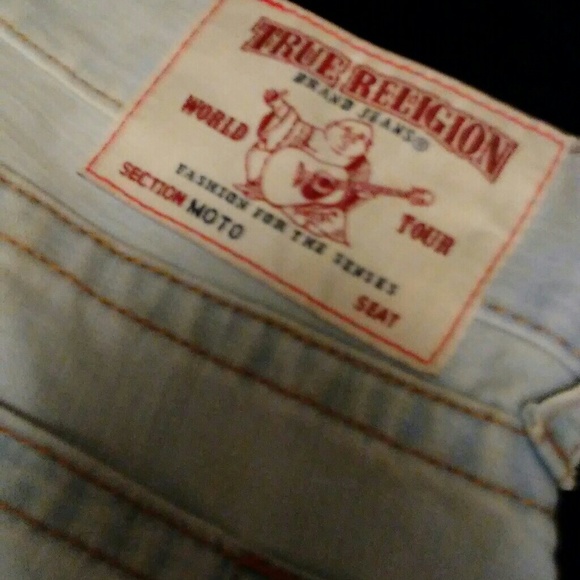 TRUE RELIGION
BRAND JEANS®
WORLD TOUR
FASHION FOR THE SENSES
SECTION MOTO
SEAT